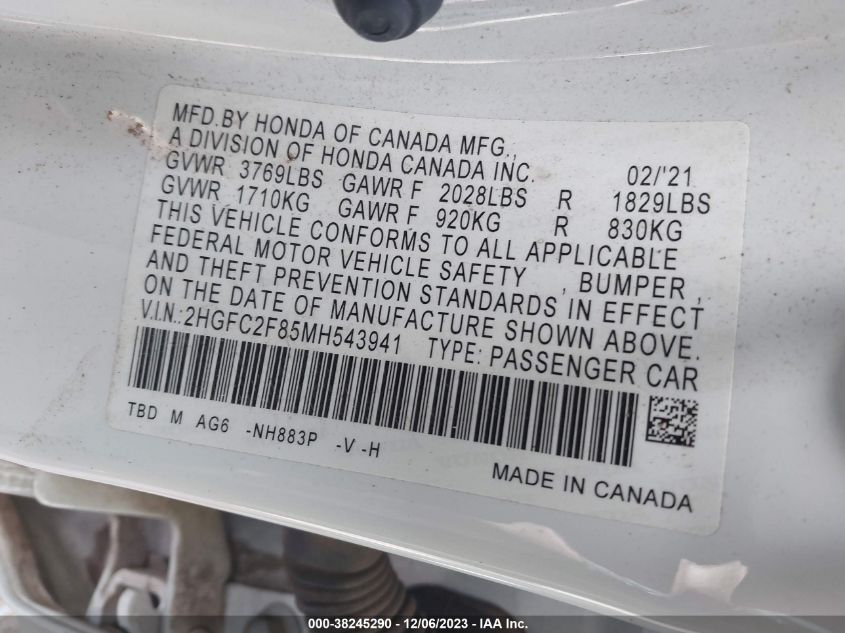 MFD.BY HONDA OF CANADA MFG.,
A DIVISION OF HONDA CANADA INC. 02/'21
GVWR 3769LBS GAWR F 2028LBS R 1829LBS
GVWR 1710KG GAWR F 920KG R 830KG
THIS VEHICLE CONFORMS TO ALL APPLICABLE
FEDERAL MOTOR VEHICLE SAFETY , BUMPER ,
AND THEFT PREVENTION STANDARDS IN EFFECT
ON THE DATE OF MANUFACTURE SHOWN ABOVE.
V.I.N.:2HGFC2F85MH543941 TYPE: PASSENGER CAR
TBD M AG6 -NH883P -V -H
MADE IN CANADA
000-38245290 - 12/06/2023 - IAA Inc.